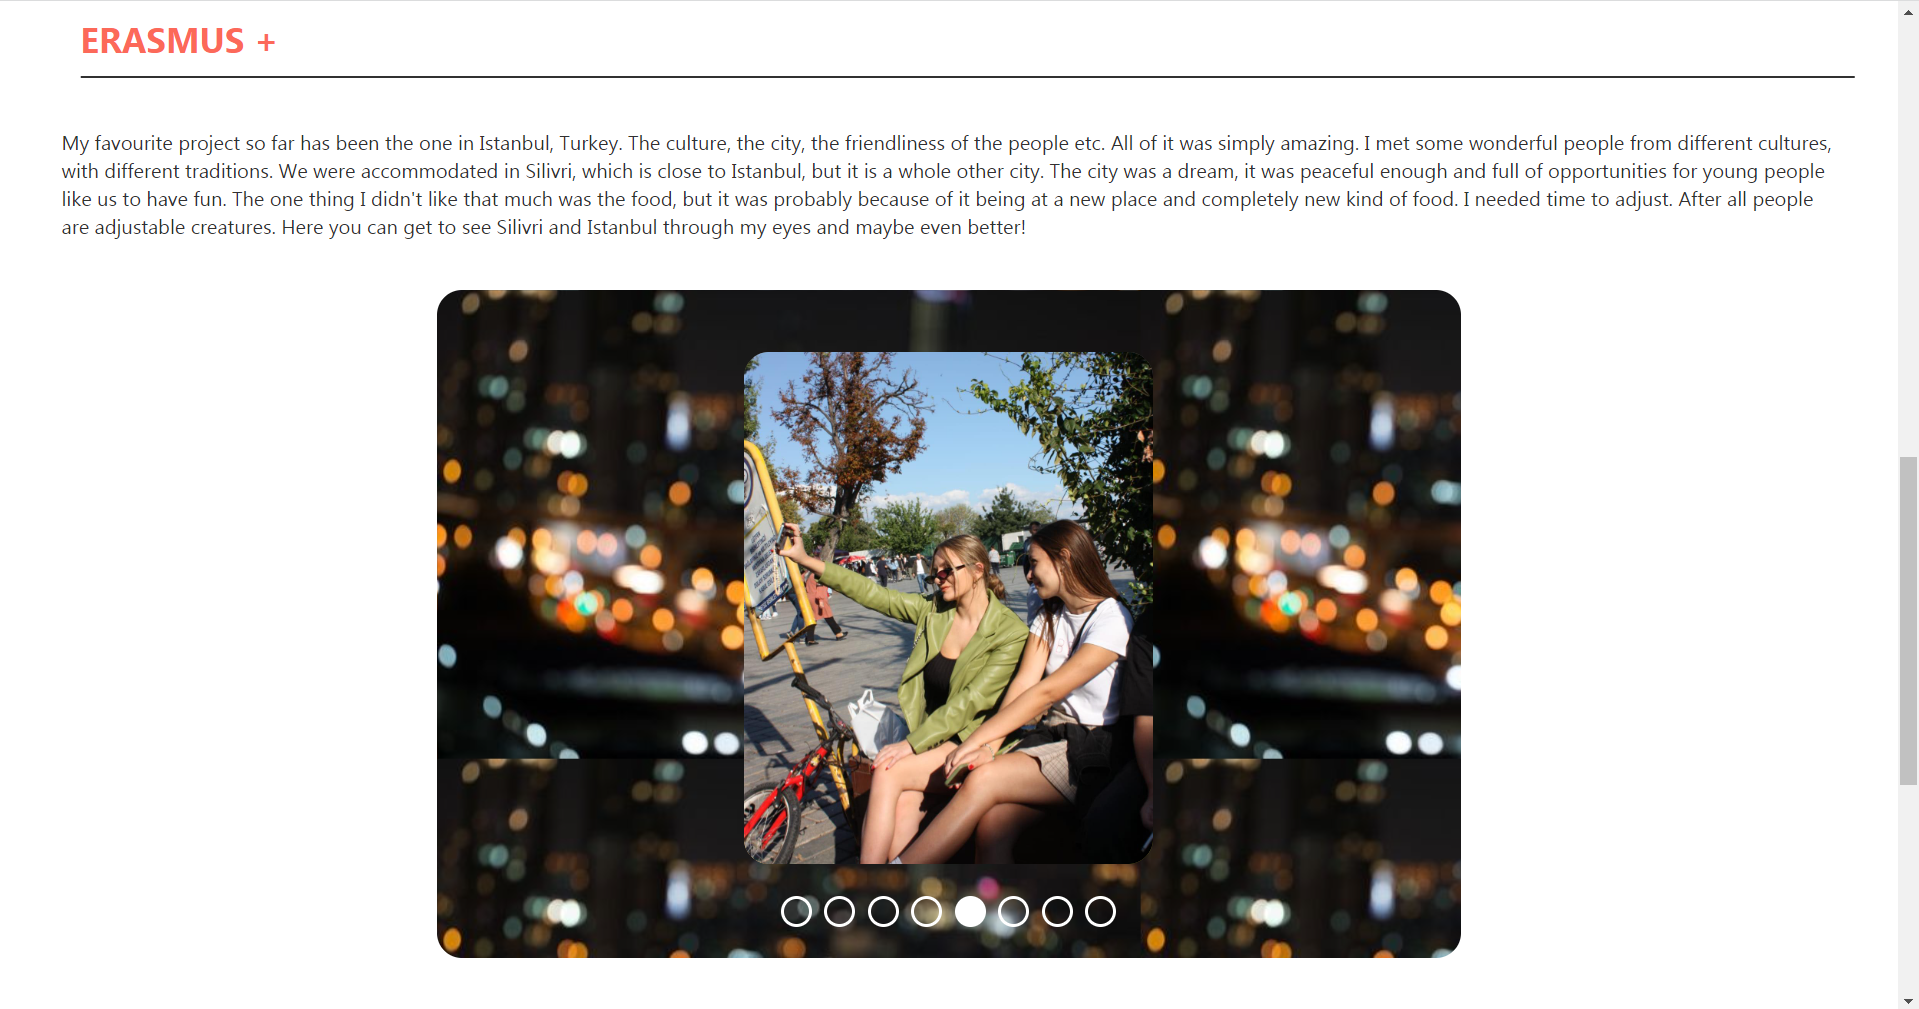 ERASMUS +
My favourite project so far has been the one in Istanbul, Turkey. The culture, the city, the friendliness of the people etc. All of it was simply amazing. I met some wonderful people from different cultures,
with different traditions. We were accommodated in Silivri, which is close to Istanbul, but it is a whole other city. The city was a dream, it was peaceful enough and full of opportunities for young people
like us to have fun. The one thing I didn't like that much was the food, but it was probably because of it being at a new place and completely new kind of food. I needed time to adjust. After all people
are adjustable creatures. Here you can get to see Silivri and Istanbul through my eyes and maybe even better!